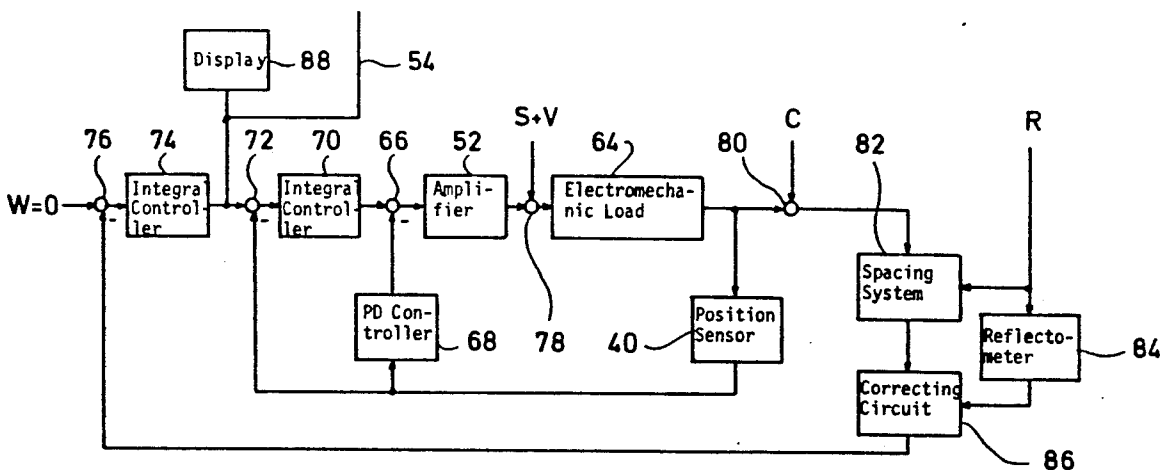 Display
88
54
76
74
72
70
66
52
S+V
64
80
C
R
82
W=0
-
Integral
Controller
-
Integral
Controller
-
Ampli-
fier
Electromecha-
nic Load
Spacing
System
PD Con-
troller
68
78
40
Position
Sensor
Reflecto-
meter
84
Correcting
Circuit
86